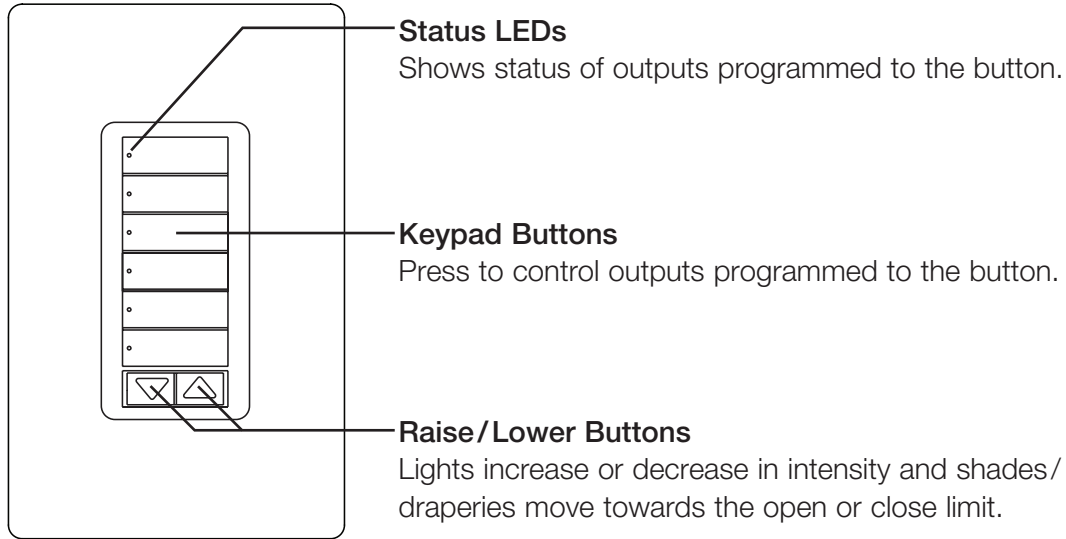 Status LEDs
Shows status of outputs programmed to the button.
Keypad Buttons
Press to control outputs programmed to the button.
Raise/Lower Buttons
Lights increase or decrease in intensity and shades/
draperies move towards the open or close limit.